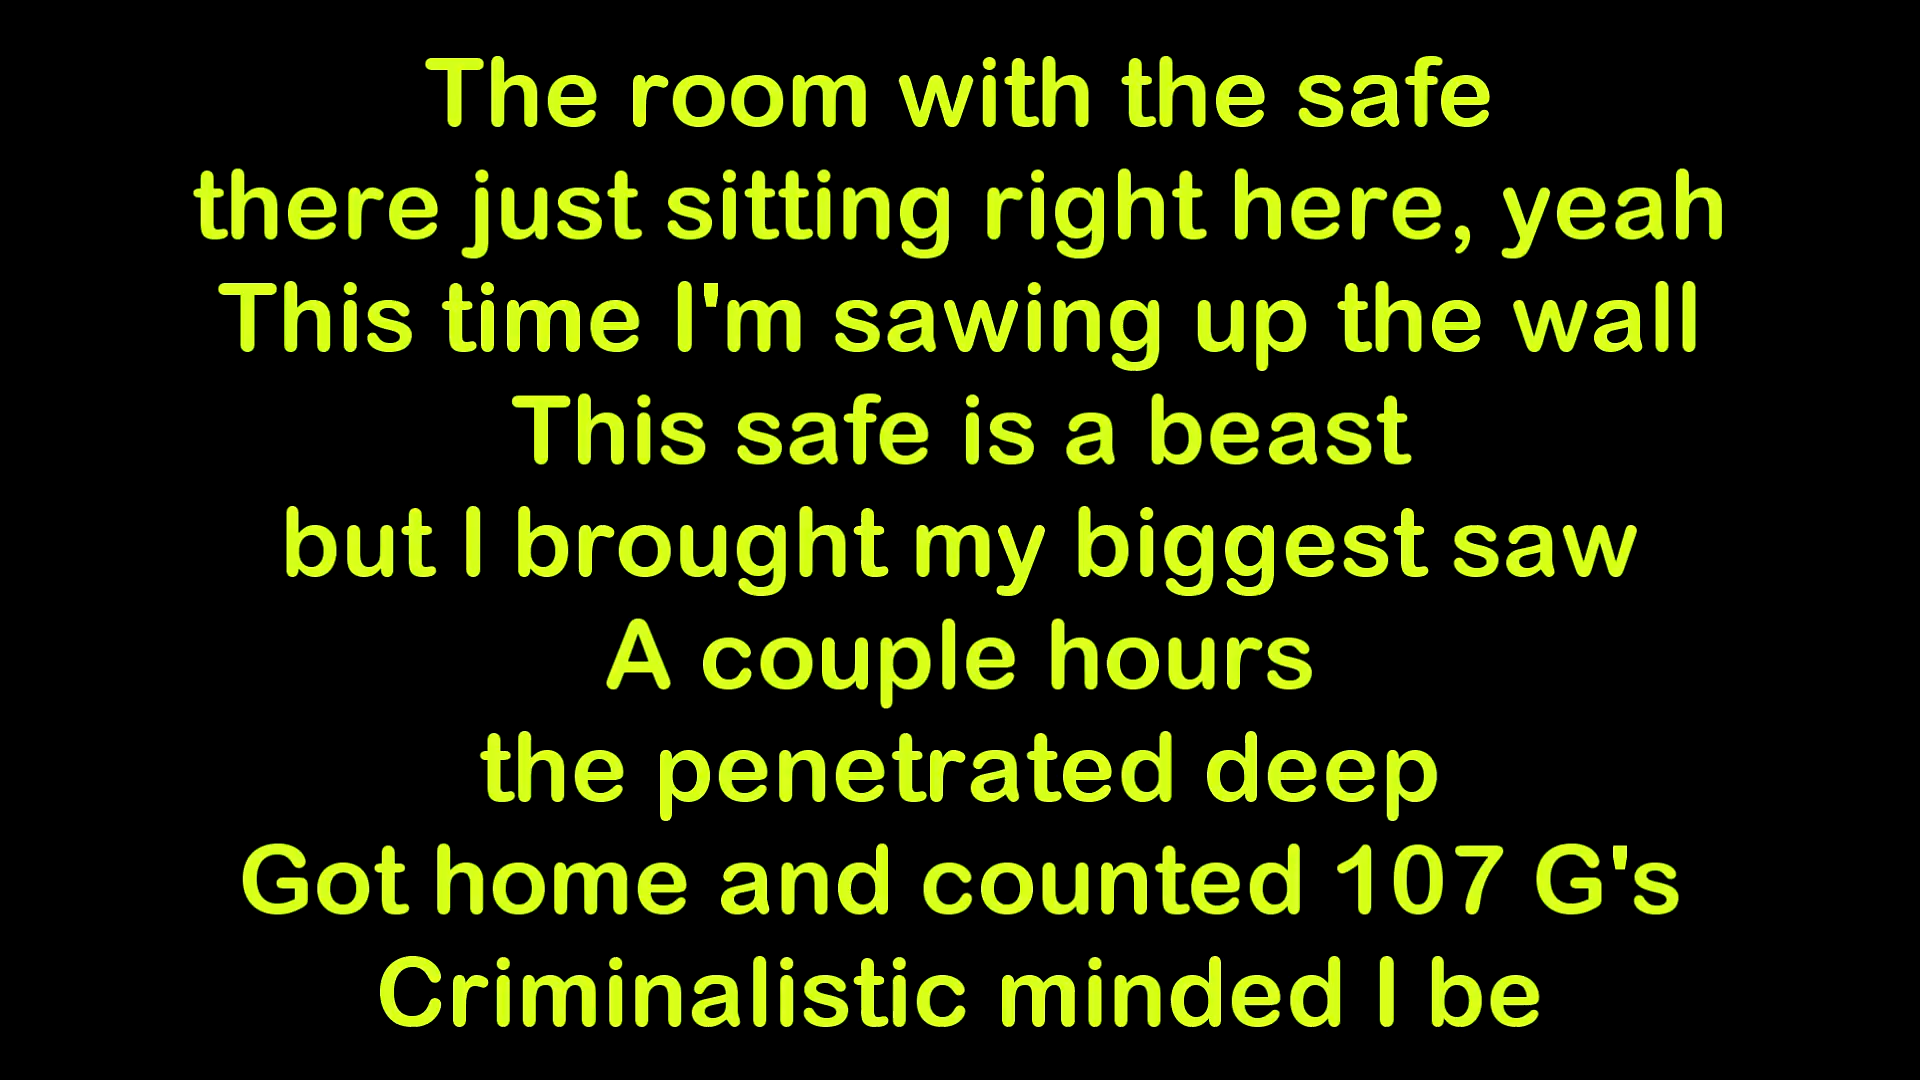 The room with the safe
there just sitting right here, yeah
This time I'm sawing up the wall
This safe is a beast
but I brought my biggest saw
A couple hours
the penetrated deep
Got home and counted 107 G's
Criminalistic minded I be